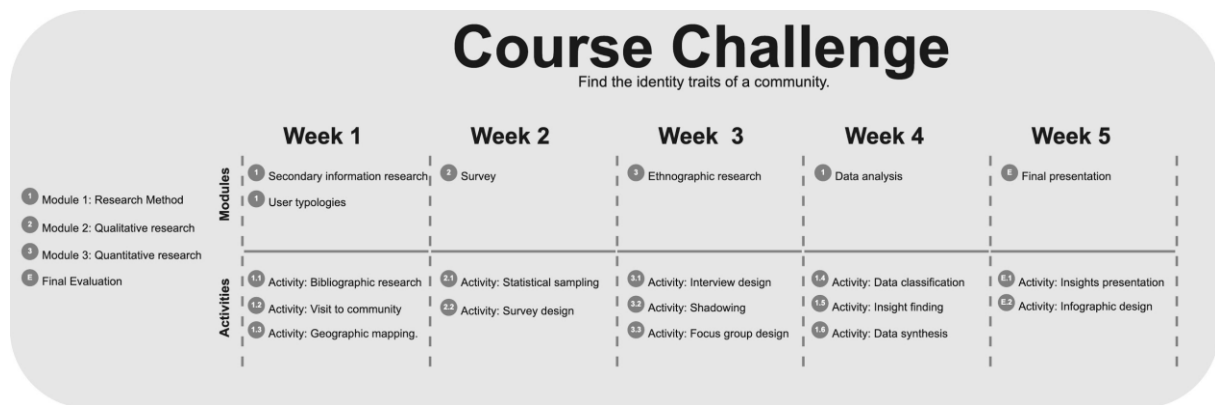 Course Challenge
Find the identity traits of a community.
1 Module 1: Research Method
2 Module 2: Qualitative research
3 Module 3: Quantitative research
E Final Evaluation
Modules
Activities
Week 1
1 Secondary information research
1 User typologies
1.1 Activity: Bibliographic research
1.2 Activity: Visit to community
1.3 Activity: Geographic mapping.
Week 2
2 Survey
2.1 Activity: Statistical sampling
2.2 Activity: Survey design
Week 3
3 Ethnographic research
3.1 Activity: Interview design
3.2 Activity: Shadowing
3.3 Activity: Focus group design
Week 4
1 Data analysis
1.4 Activity: Data classification
1.5 Activity: Insight finding
1.6 Activity: Data synthesis
Week 5
E Final presentation
E.1 Activity: Insights presentation
E.2 Activity: Infographic design